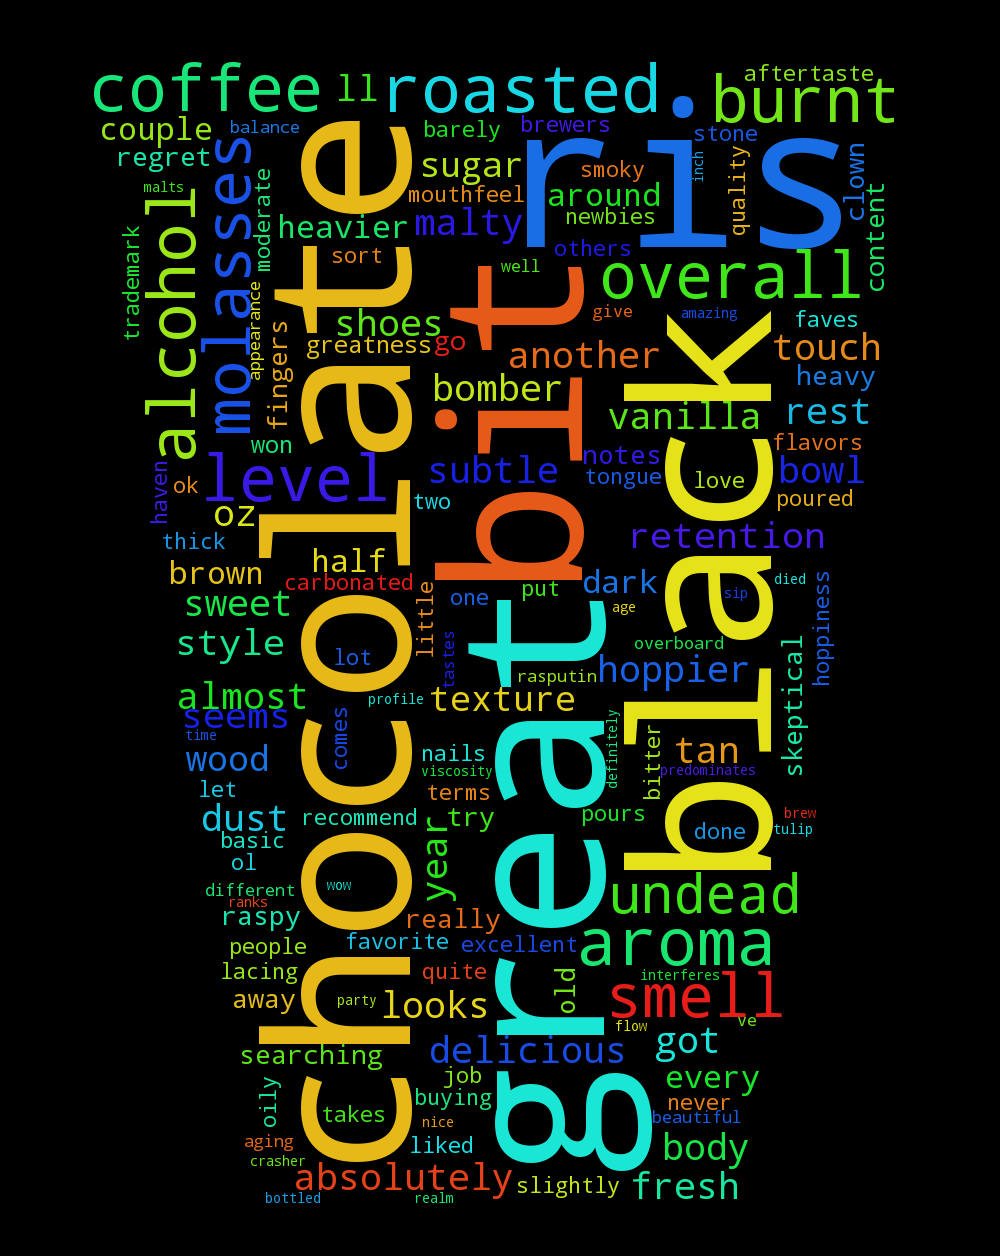 aftertaste
coffee
ll
roasted
burnt
couple
balance
barely
brewers
stone
regret
malts
molasses
chocolate
sugar
smoky
ris
inch
quality
clown
alcohol
moderate
mouthfeel
around
newbies
content
heavier
malty
others
trademark
sort
well
overall
appearance
fingers
shoes
greatness
go
give
amazing
faves
another
touch
bit
black
bomber
heavy
vanilla
rest
won
flavors
haven
ok
level
subtle
notes
tongue
love
bowl
poured
oz
two
retention
thick
half
brown
carbonated
little
one
put
dark
sip
died
age
hoppiness
sweet
style
lot
tastes
great
overboard
skeptical
rasputin
hoppier
almost
profile
texture
seems
time
comes
definitely
bitter
tan
wood
nails
viscosity
predominates
let
terms
dust
recommend
year
try
pours
done
brew
tulip
basic
ol
different
wow
ranks
undead
raspy
really
people
favorite
excellent
aroma
lacing
quite
old
interferes
away
party
looks
smell
flow
ve
searching
delicious
got
oily
job
every
buying
takes
never
nice
beautiful
aging
liked
body
crasher
absolutely
slightly
fresh
bottled
realm